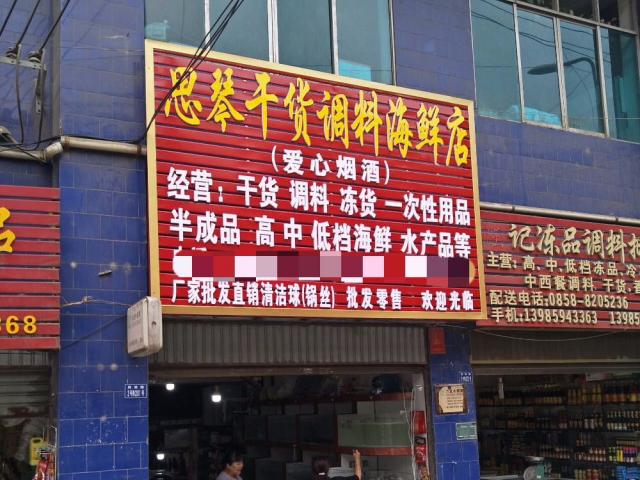 思琴干货调料海鲜店
(爱心烟酒)
经营：干货 调料 冻货 一次性用品
半成品 高 中 低档海鲜 水产品等
厂家批发直销清洁球(锅丝) 批发零售 欢迎光临
368
记冻品调料
主营：高、中、低档冻品、
中西餐调料、干货、
配送电话：0858-8205236
手机：13985943363